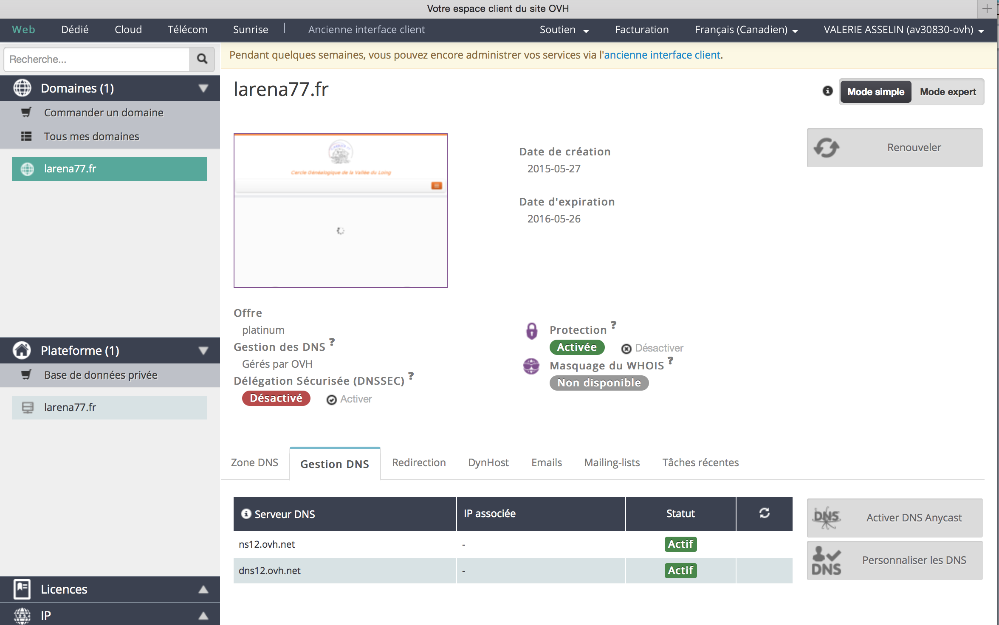 Votre espace client du site OVH
Web Dédié Cloud Télécom Sunrise | Ancienne interface client Soutien Facturation Français (Canadien) VALERIE ASSELIN (av30830-ovh)
Recherche...
Pendant quelques semaines, vous pouvez encore administrer vos services via l'ancienne interface client.
Domaines (1)
Commander un domaine
Tous mes domaines
larena77.fr
Plateforme (1)
Base de données privée
larena77.fr
Licences
IP
larena77.fr
Mode simple Mode expert
Cercle Généalogique de la Vallée du Loing
Date de création
2015-05-27
Date d'expiration
2016-05-26
Renouveler
Offre
platinum
Gestion des DNS ?
Gérés par OVH
Délégation Sécurisée (DNSSEC) ?
Désactivé Activer
Protection ?
Activée Désactiver
Masquage du WHOIS ?
Non disponible
Zone DNS Gestion DNS Redirection DynHost Emails Mailing-lists Tâches récentes
Serveur DNS IP associée Statut
ns12.ovh.net - Actif
dns12.ovh.net - Actif
DNS Activer DNS Anycast
DNS Personnaliser les DNS